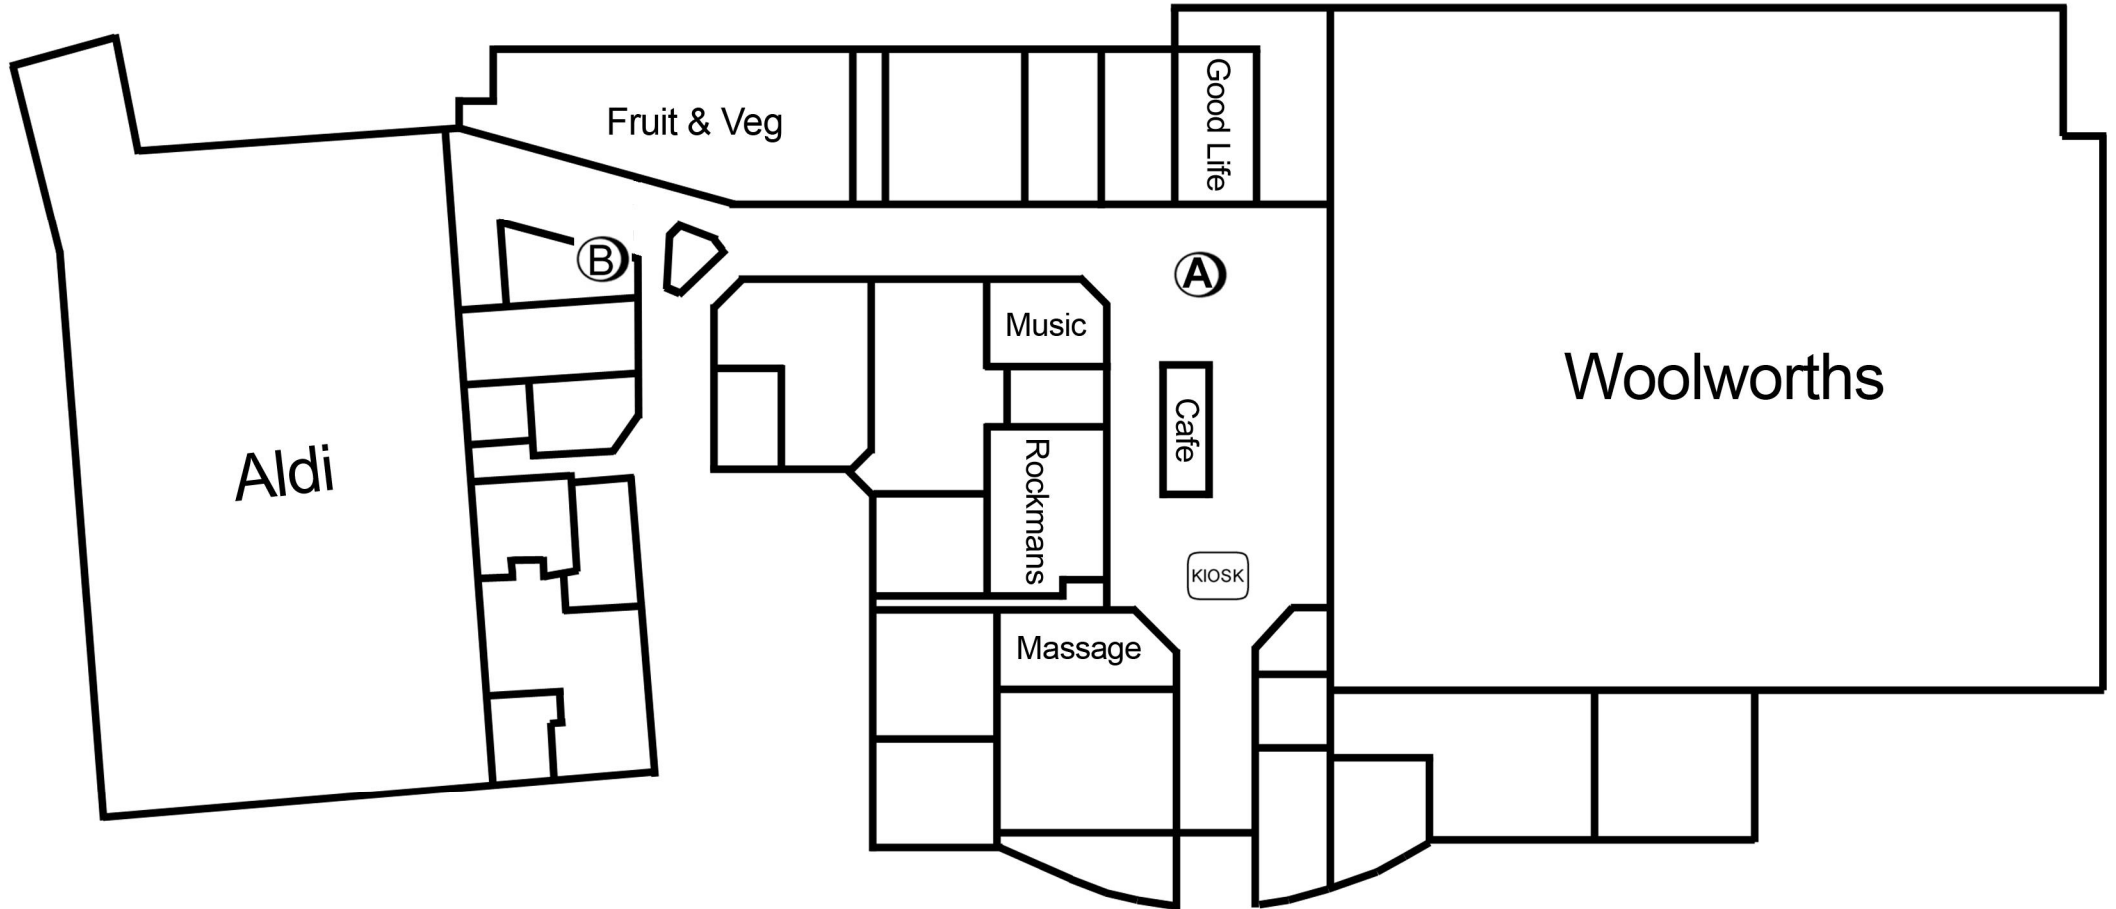 Fruit & Veg
Good Life
B
A
Music
Woolworths
Cafe
Aldi
Rockmans
KIOSK
Massage